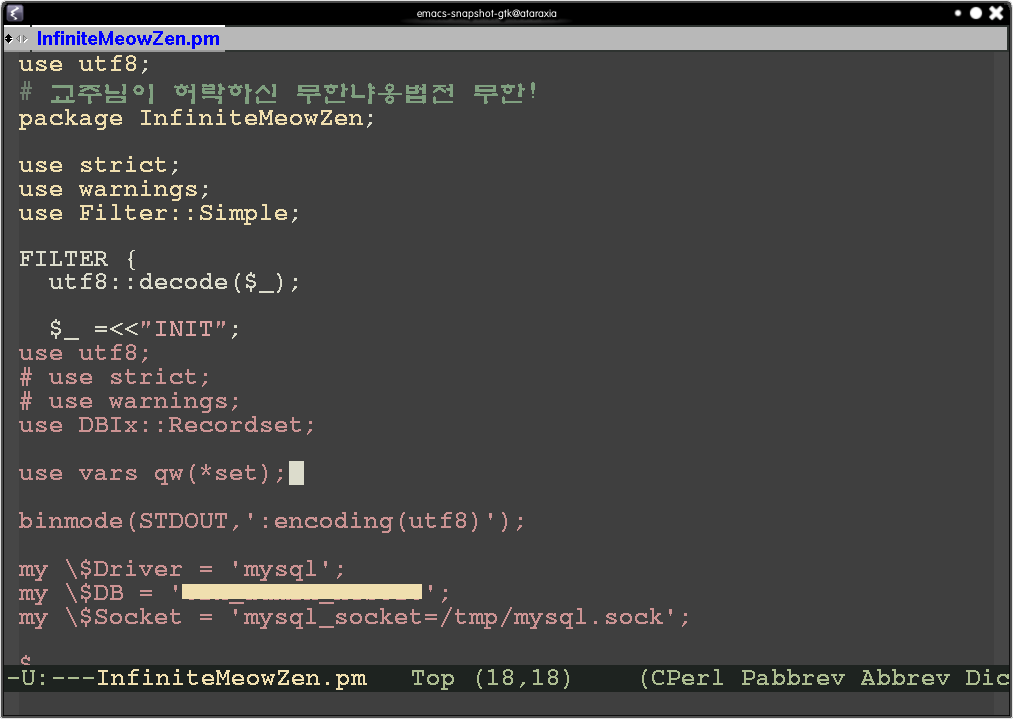 emacs-snapshot-gtk@ataraxia
InfiniteMeowZen.pm
use utf8;
# 교주님이 허락하신 무한냐옹법전 무한!
package InfiniteMeowZen;
use strict;
use warnings;
use Filter::Simple;
FILTER {
utf8::decode($_);
$_ =<<"INIT";
use utf8;
# use strict;
# use warnings;
use DBIx::Recordset;
use vars qw(*set);
binmode(STDOUT,':encoding(utf8)');
my \$Driver = 'mysql';
my \$DB = '';
my \$Socket = 'mysql_socket=/tmp/mysql.sock';
-U:---InfiniteMeowZen.pm Top (18,18) (CPerl Pabbrev Abbrev Dic